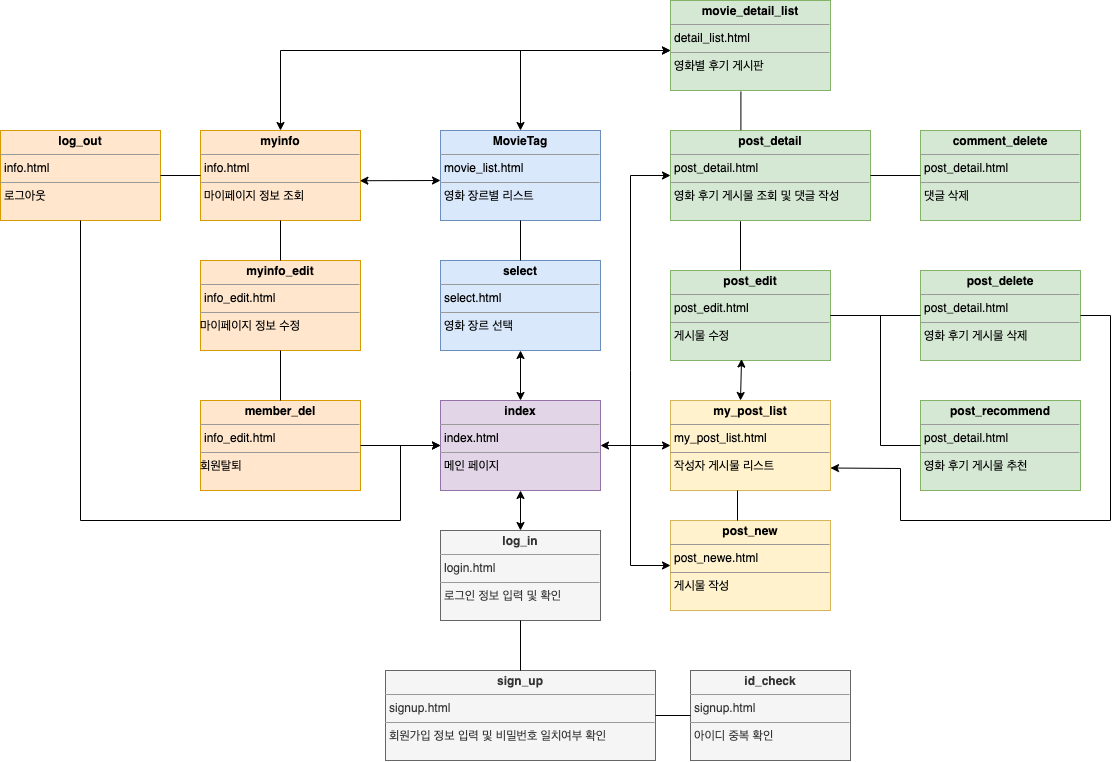 movie_detail_list
detail_list.html
영화별 후기 게시판
log_out
info.html
로그아웃
myinfo
info.html
마이페이지 정보 조회
MovieTag
movie_list.html
영화 장르별 리스트
post_detail
post_detail.html
영화 후기 게시물 조회 및 댓글 작성
comment_delete
post_detail.html
댓글 삭제
myinfo_edit
info_edit.html
마이페이지 정보 수정
select
select.html
영화 장르 선택
post_edit
post_edit.html
게시물 수정
post_delete
post_detail.html
영화 후기 게시물 삭제
member_del
info_edit.html
회원탈퇴
index
index.html
메인 페이지
my_post_list
my_post_list.html
작성자 게시물 리스트
post_recommend
post_detail.html
영화 후기 게시물 추천
log_in
login.html
로그인 정보 입력 및 확인
post_new
post_newe.html
게시물 작성
sign_up
signup.html
회원가입 정보 입력 및 비밀번호 일치여부 확인
id_check
signup.html
아이디 중복 확인